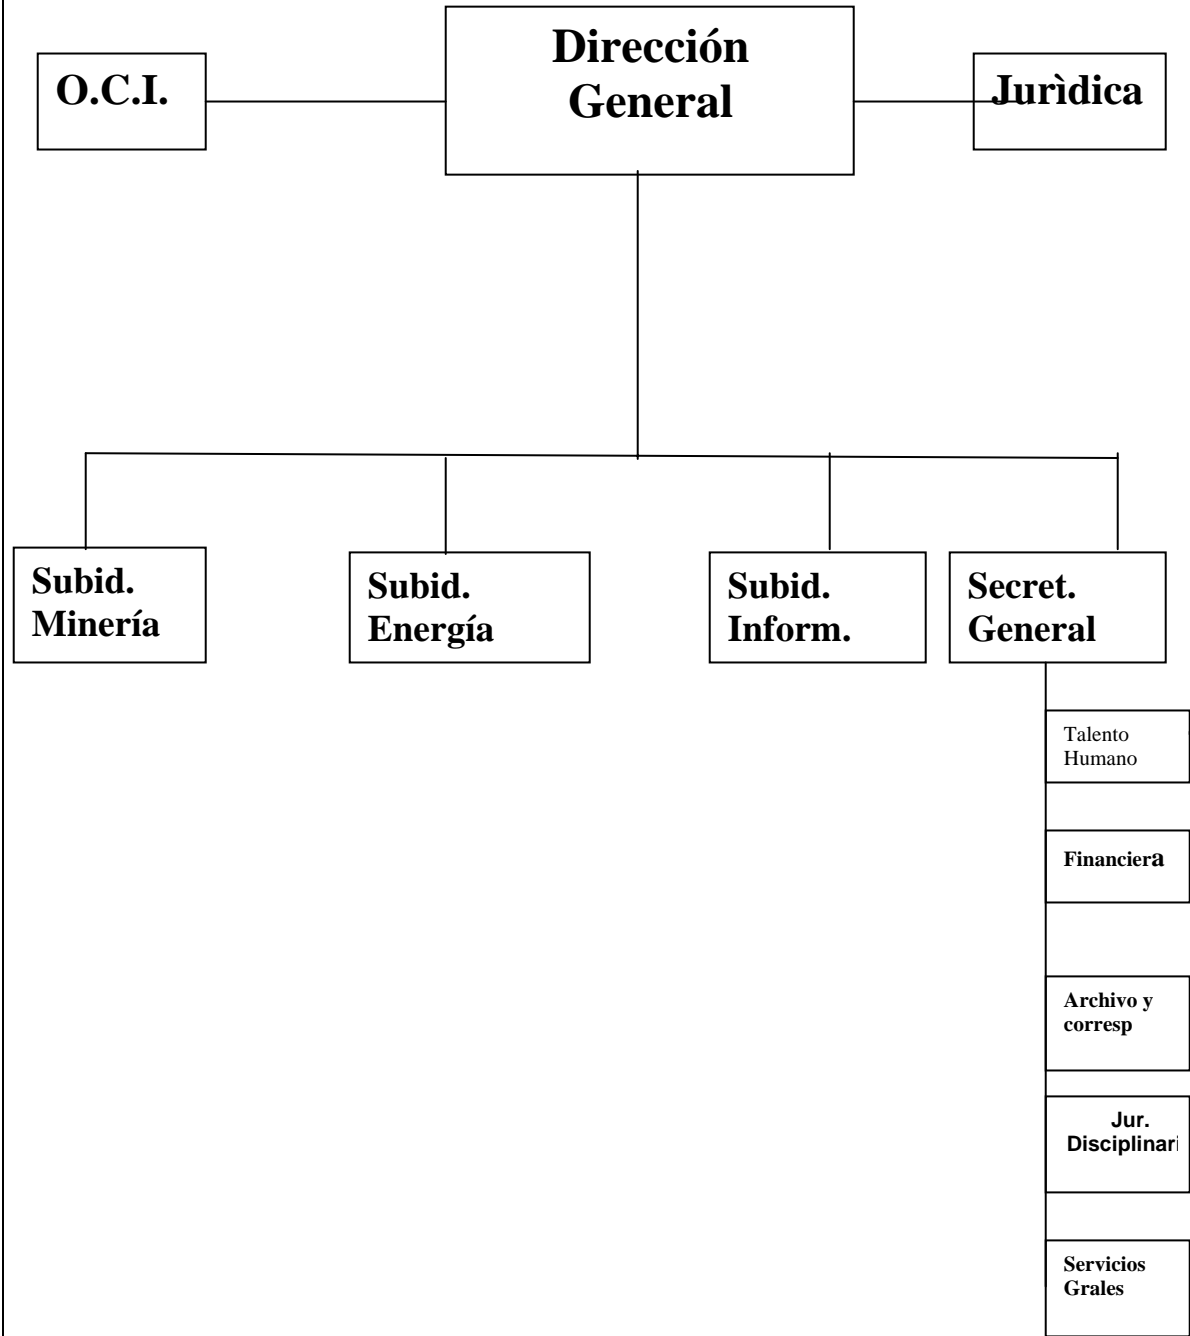 O.C.I.
Dirección
General
Jurìdica
Subid.
Minería
Subid.
Energía
Subid.
Inform.
Secret.
General
Talento
Humano
Financiera
Archivo y
corresp
Jur.
Disciplinari
Servicios
Grales